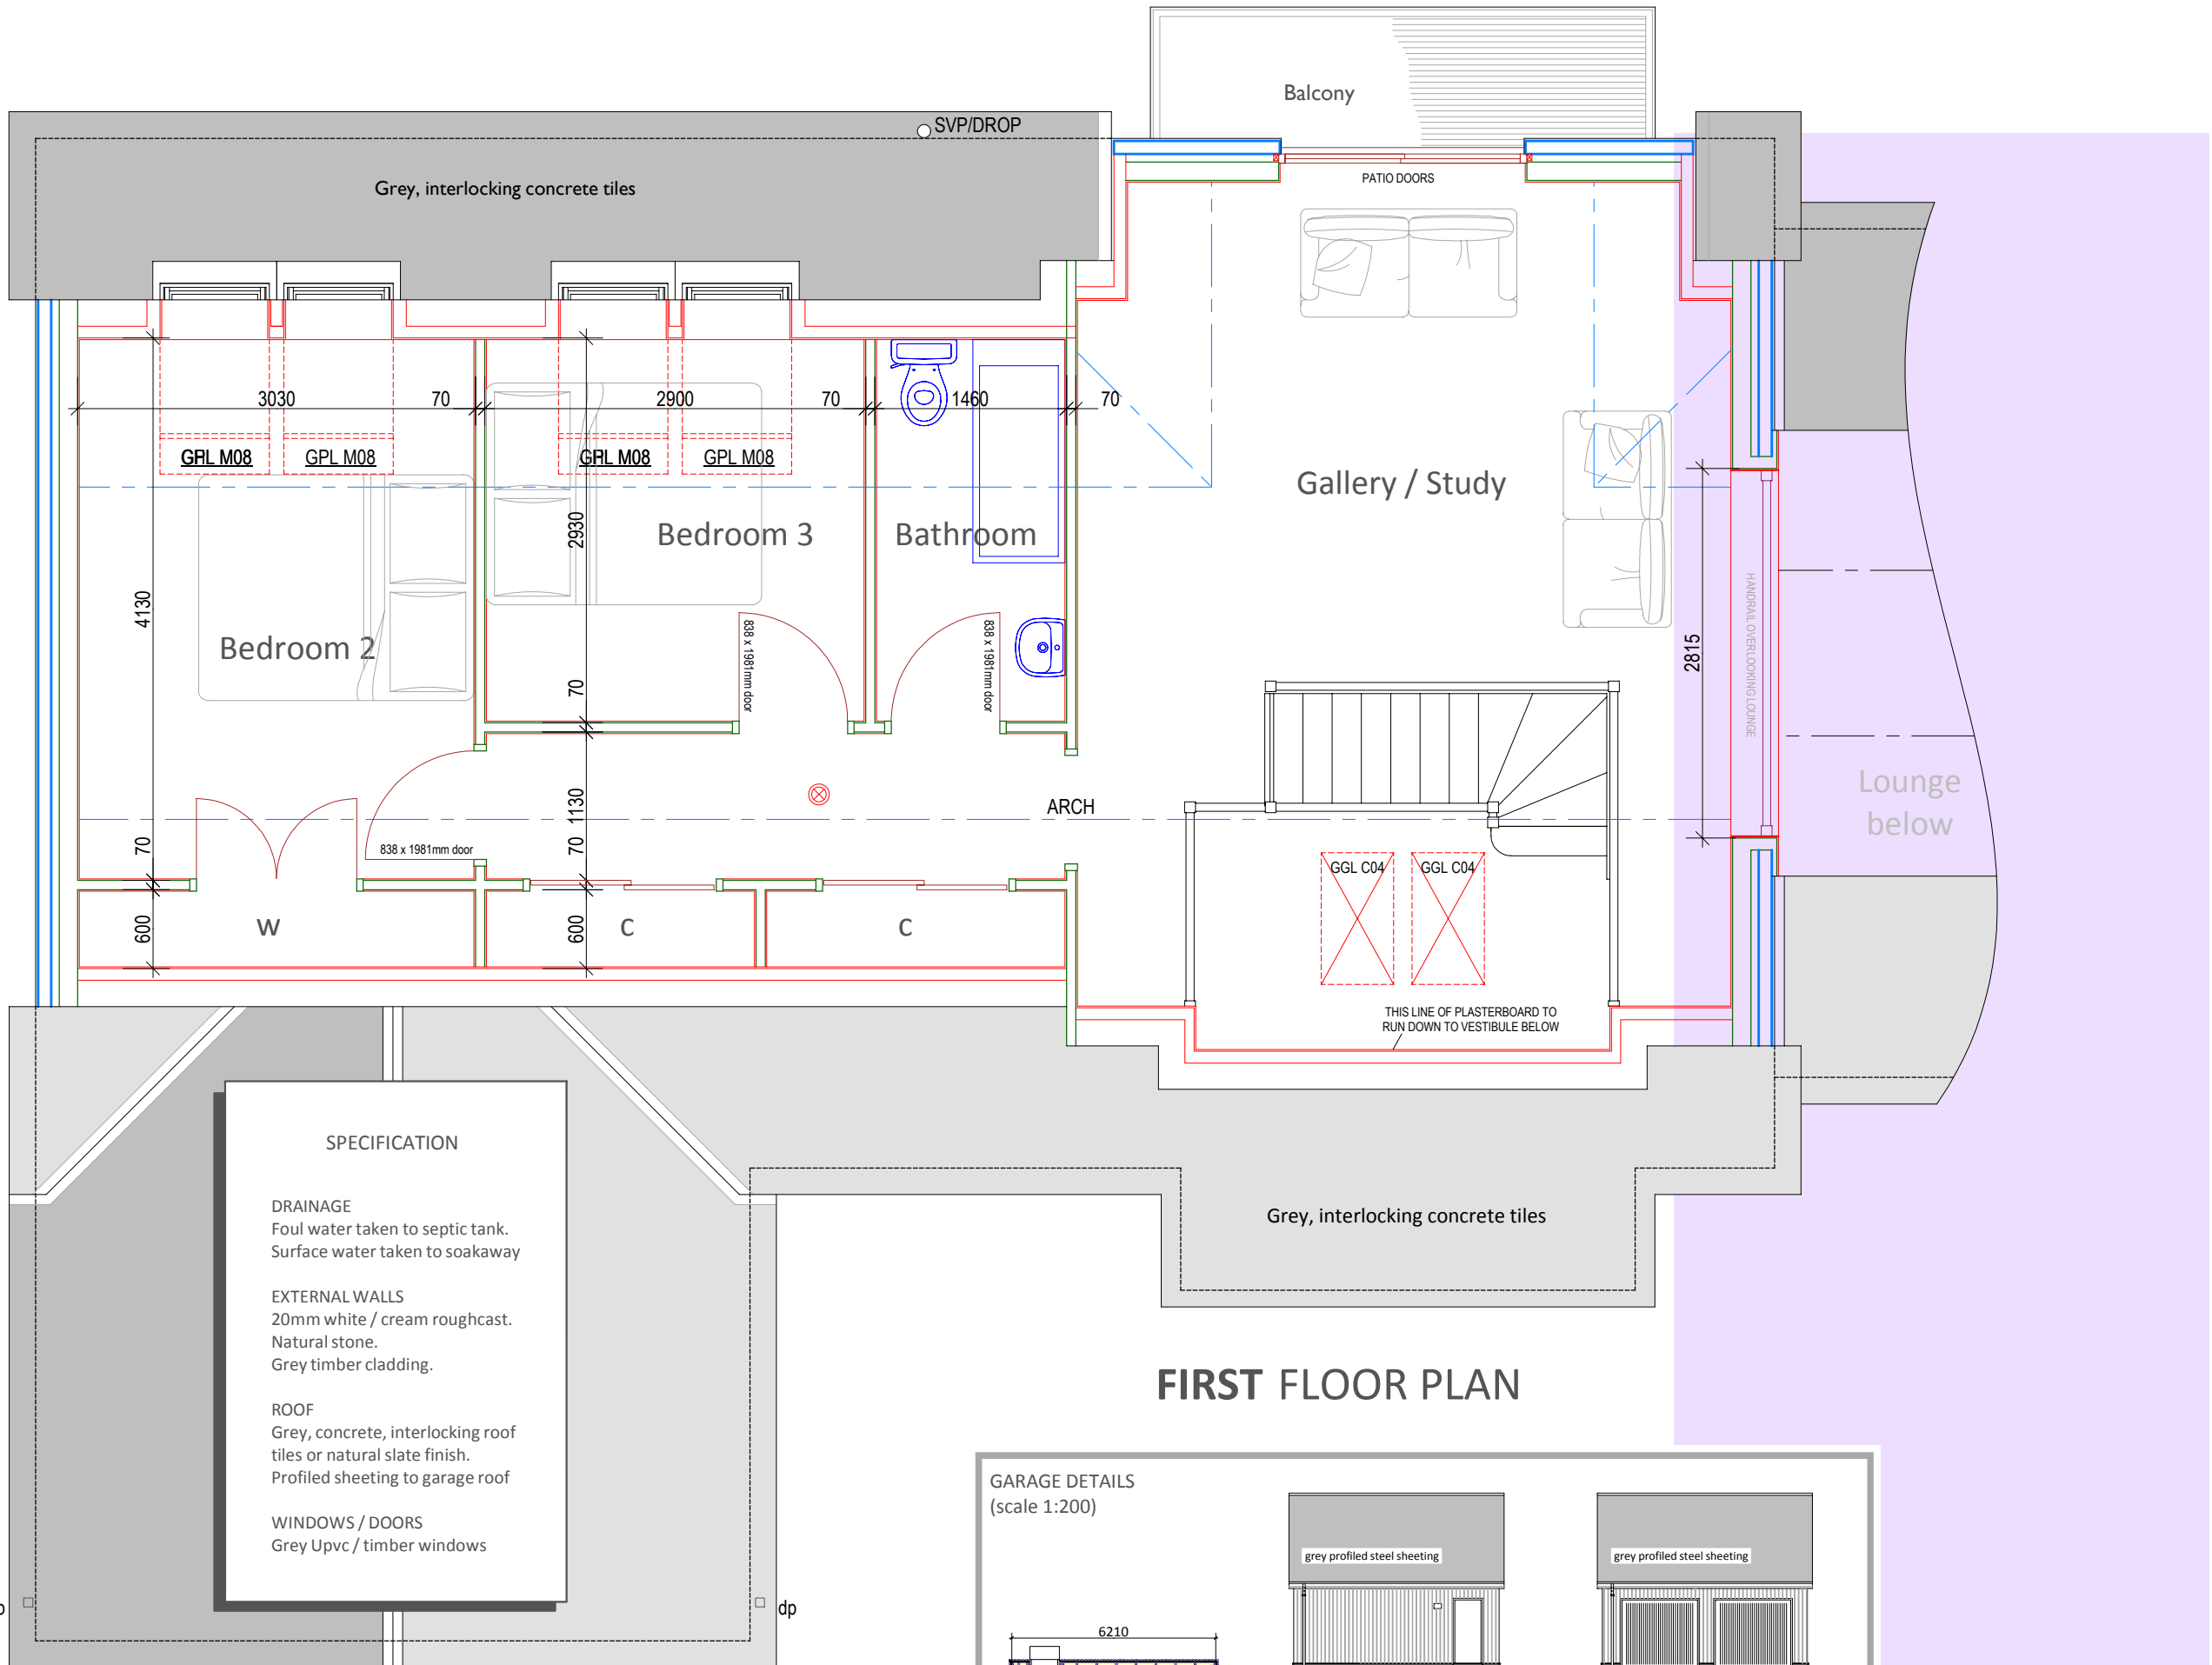 Balcony
SVP/DROP
Grey, interlocking concrete tiles
PATIO DOORS
3030
70
2900
70
1460
70
GPL M08
GPL M08
GPL M08
GPL M08
Gallery / Study
2930
Bedroom 3
Bathroom
4130
Bedroom 2
838 x 1981mm door
838 x 1981mm door
HANDRAIL OVERLOOKING LOUNGE
2815
70
1130
ARCH
Lounge
below
70
70
838 x 1981mm door
GGL C04
GGL C04
600
W
600
C
C
THIS LINE OF PLASTERBOARD TO
RUN DOWN TO VESTIBULE BELOW
SPECIFICATION
DRAINAGE
Foul water taken to septic tank.
Surface water taken to soakaway
EXTERNAL WALLS
20mm white / cream roughcast.
Natural stone.
Grey timber cladding.
ROOF
Grey, concrete, interlocking roof
tiles or natural slate finish.
Profiled sheeting to garage roof
WINDOWS / DOORS
Grey Upvc / timber windows
dp
Grey, interlocking concrete tiles
FIRST FLOOR PLAN
GARAGE DETAILS
(scale 1:200)
grey profiled steel sheeting
grey profiled steel sheeting
6210